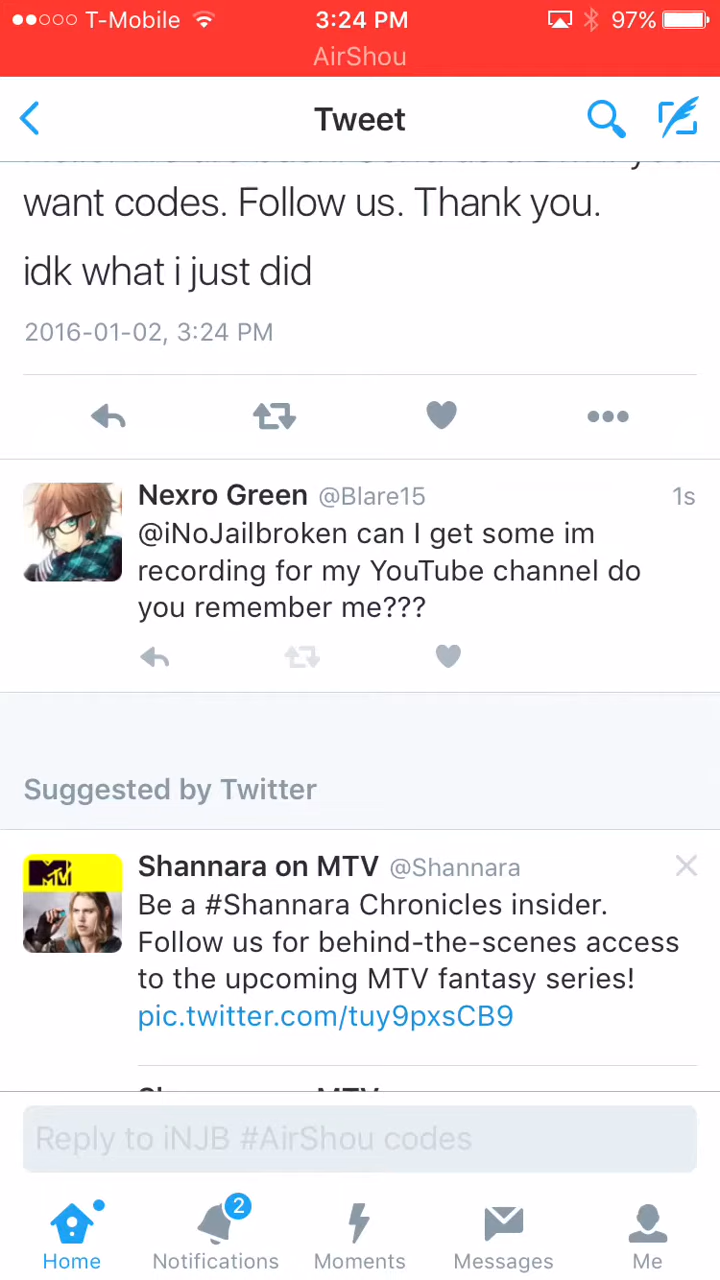 T-Mobile 3:24 PM 97%
AirShou
Tweet
want codes. Follow us. Thank you.
idk what i just did
2016-01-02, 3:24 PM
Nexro Green @Blare15 1s
@iNoJailbroken can I get some im
recording for my YouTube channel do
you remember me???
Suggested by Twitter
MTV
Shannara on MTV @Shannara
Be a #Shannara Chronicles insider.
Follow us for behind-the-scenes access
to the upcoming MTV fantasy series!
pic.twitter.com/tuy9pxsCB9
Reply to iNJB #AirShou codes
2
Home Notifications Moments Messages Me